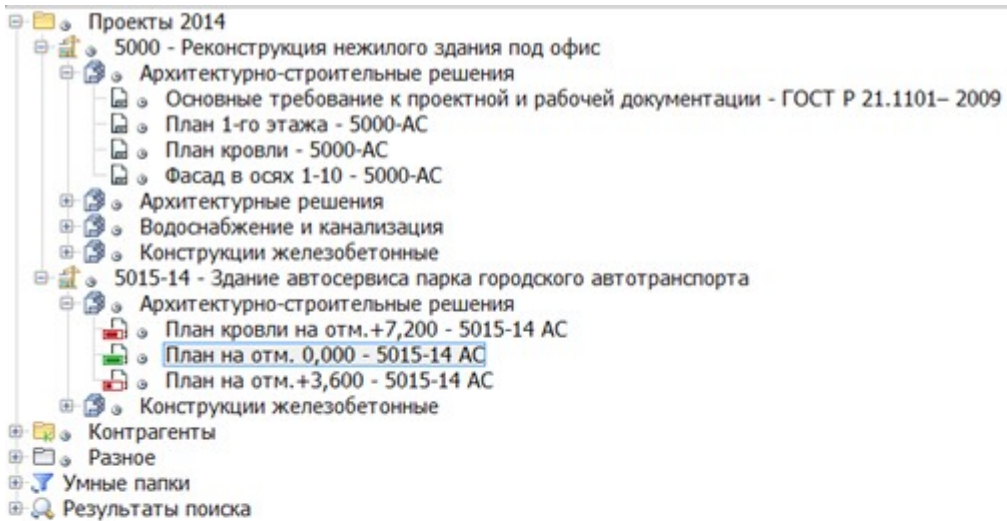 Проекты 2014
5000 - Реконструкция нежилого здания под офис
Архитектурно-строительные решения
Основные требование к проектной и рабочей документации - ГОСТ Р 21.1101– 2009
План 1-го этажа - 5000-АС
План кровли - 5000-АС
Фасад в осях 1-10 - 5000-АС
Архитектурные решения
Водоснабжение и канализация
Конструкции железобетонные
5015-14 - Здание автосервиса парка городского автотранспорта
Архитектурно-строительные решения
План кровли на отм.+7,200 - 5015-14 АС
План на отм. 0,000 - 5015-14 АС
План на отм.+3,600 - 5015-14 АС
Конструкции железобетонные
Контрагенты
Разное
Умные папки
Результаты поиска